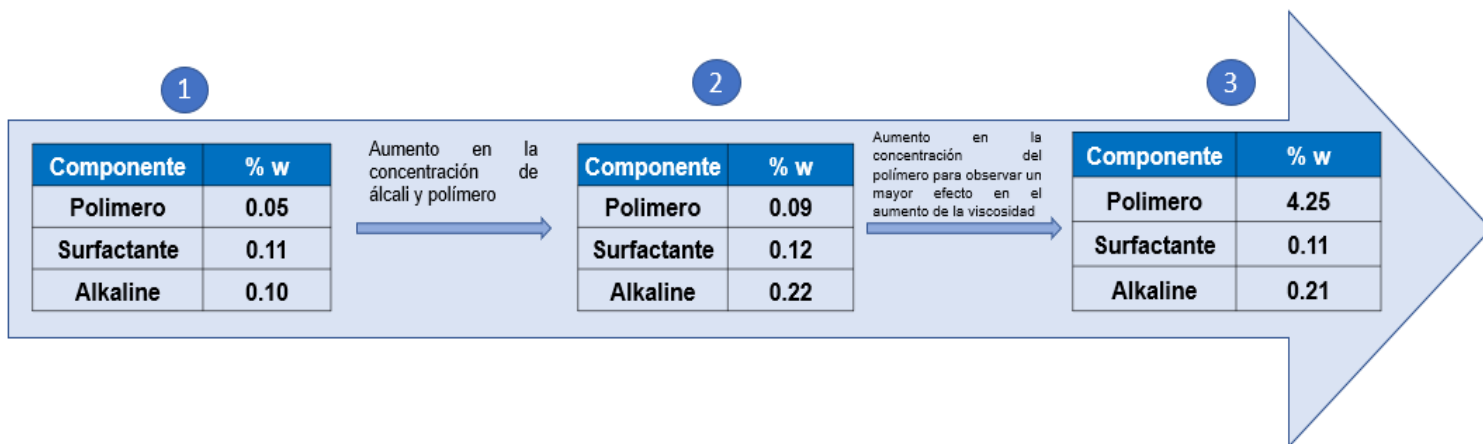 1
2
3
Componente % w
Polimero 0.05
Surfactante 0.11
Alkaline 0.10
Aumento en la
concentración de
álcali y polímero
Componente % w
Polimero 0.09
Surfactante 0.12
Alkaline 0.22
Aumento en la
concentración del
polímero para observar un
mayor efecto en el
aumento de la viscosidad
Componente % w
Polimero 4.25
Surfactante 0.11
Alkaline 0.21